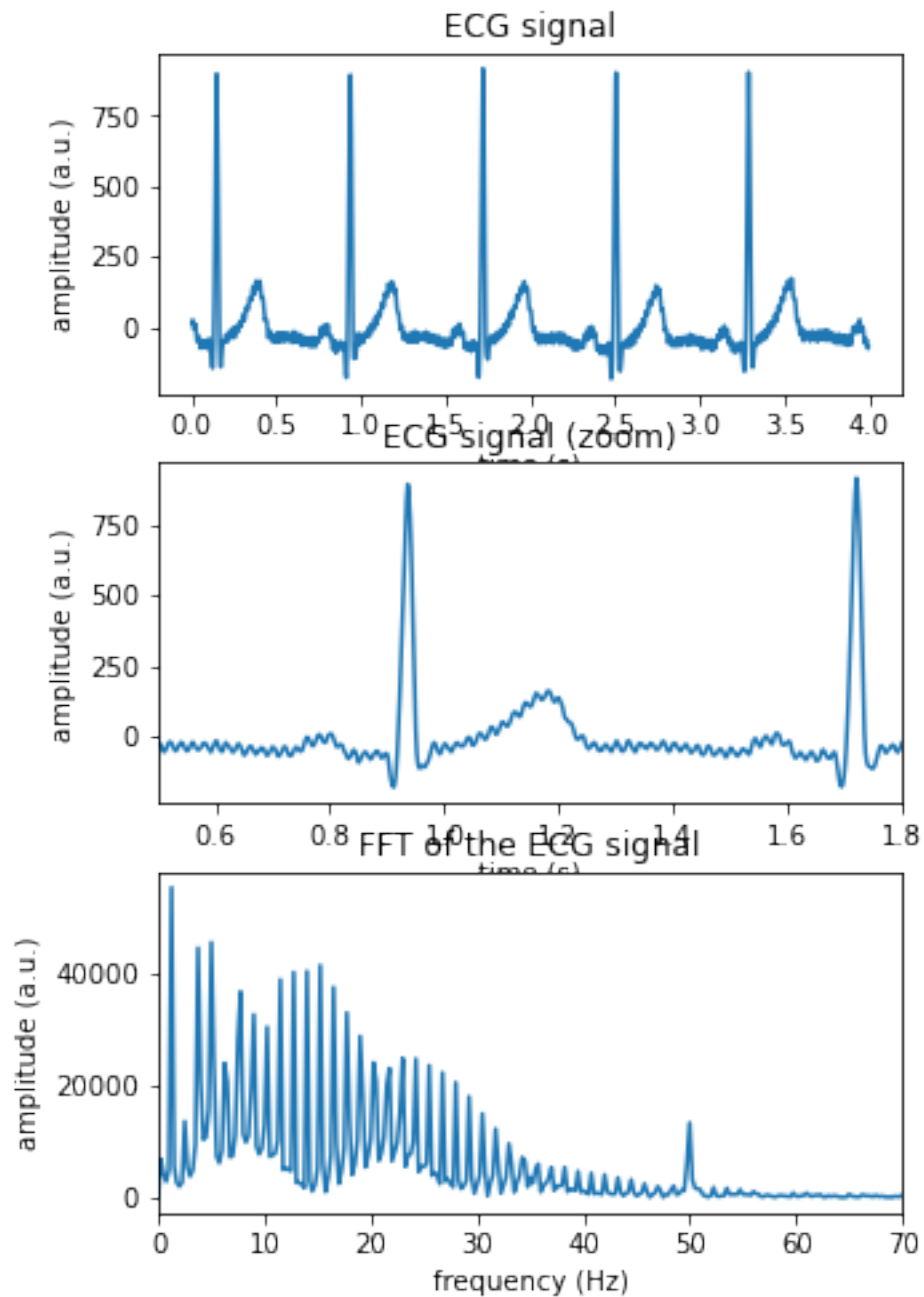 ECG signal
amplitude (a.u.)
750
500
250
0
0.0 0.5 1.0 1.5 2.0 2.5 3.0 3.5 4.0
time (s)
ECG signal (zoom)
amplitude (a.u.)
750
500
250
0
0.6 0.8 1.0 1.2 1.4 1.6 1.8
time (s)
FFT of the ECG signal
amplitude (a.u.)
40000
20000
0
0 10 20 30 40 50 60 70
frequency (Hz)